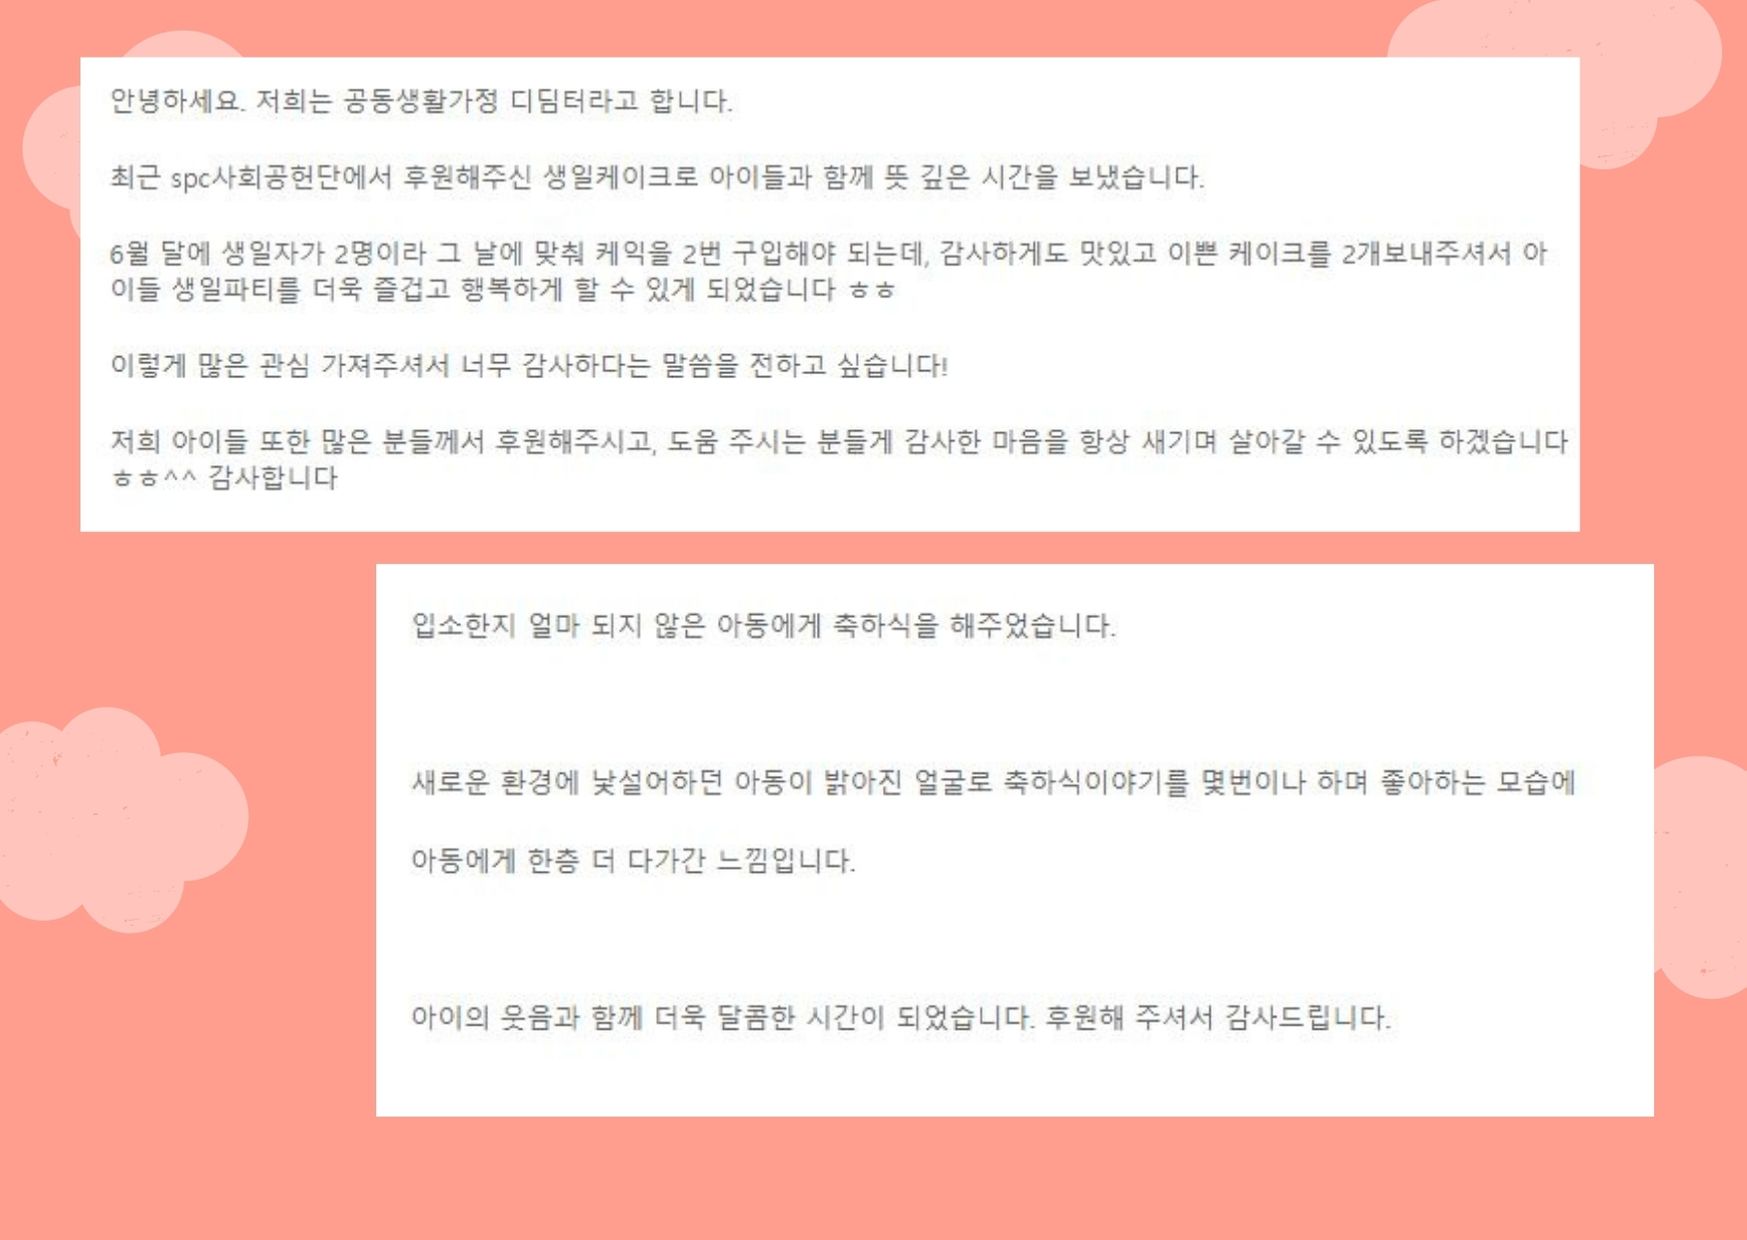 안녕하세요. 저희는 공동생활가정 디딤터라고 합니다.
최근 spc사회공헌단에서 후원해주신 생일케이크로 아이들과 함께 뜻 깊은 시간을 보냈습니다.
6월 달에 생일자가 2명이라 그 날에 맞춰 케익을 2번 구입해야 되는데, 감사하게도 맛있고 이쁜 케이크를 2개보내주셔서 아
이들 생일파티를 더욱 즐겁고 행복하게 할 수 있게 되었습니다 ㅎㅎ
이렇게 많은 관심 가져주셔서 너무 감사하다는 말씀을 전하고 싶습니다!
저희 아이들 또한 많은 분들께서 후원해주시고, 도움 주시는 분들게 감사한 마음을 항상 새기며 살아갈 수 있도록 하겠습니다
ㅎㅎ^^ 감사합니다
입소한지 얼마 되지 않은 아동에게 축하식을 해주었습니다.
새로운 환경에 낯설어하던 아동이 밝아진 얼굴로 축하식이야기를 몇번이나 하며 좋아하는 모습에
아동에게 한층 더 다가간 느낌입니다.
아이의 웃음과 함께 더욱 달콤한 시간이 되었습니다. 후원해 주셔서 감사드립니다.